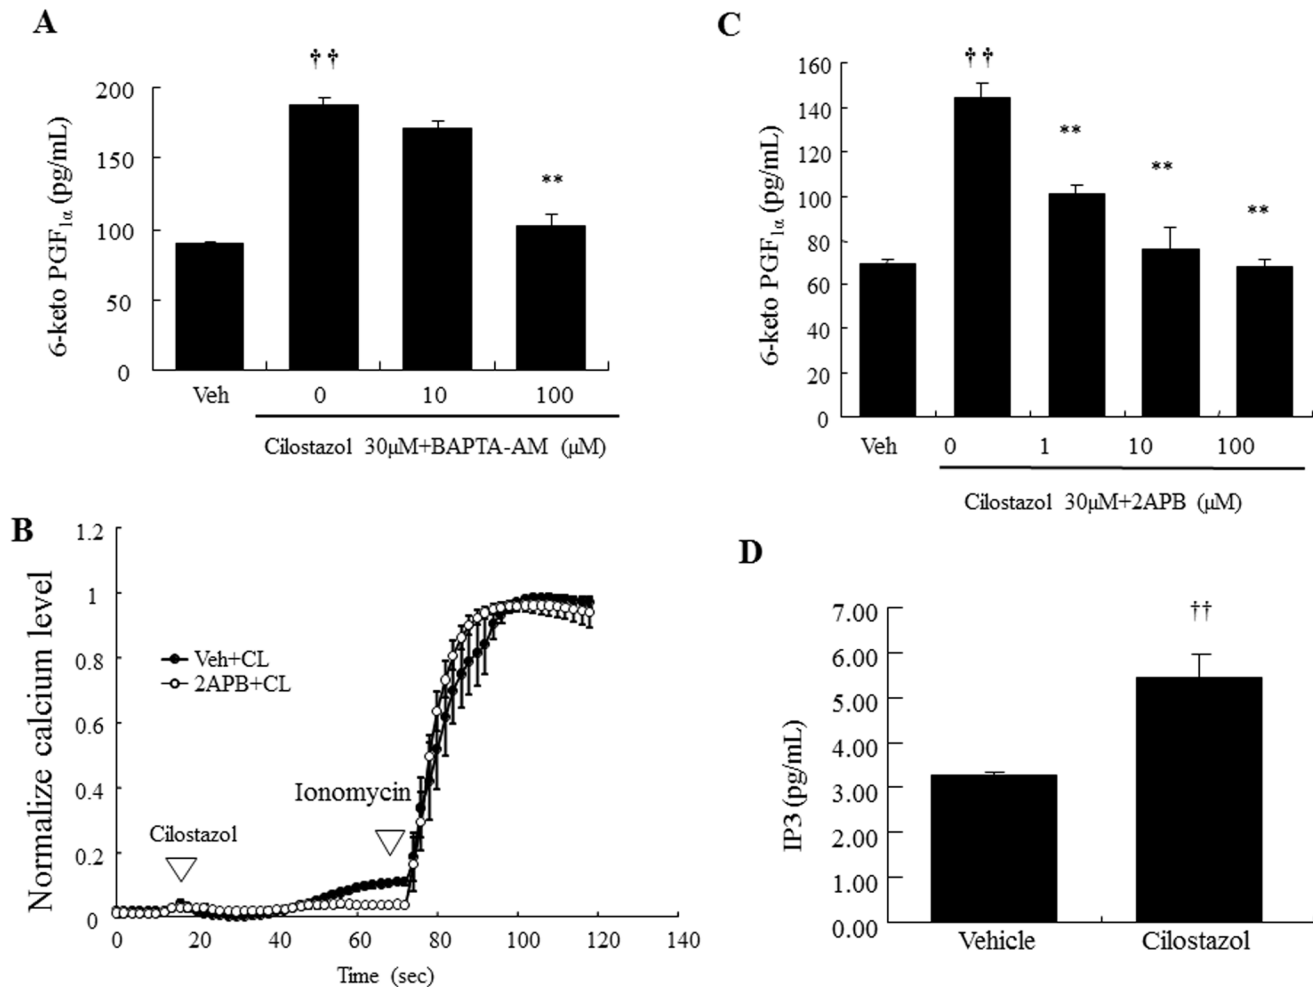 A
††
200
150
**
100
50
0
6-keto PGF1α (pg/mL)
Veh 0 10 100
Cilostazol 30μM+BAPTA-AM (μM)
C
††
160
140
**
120
**
100
**
80
60
40
20
0
6-keto PGF1α (pg/mL)
Veh 0 1 10 100
Cilostazol 30μM+2APB (μM)
B
1.2
1
0.8
0.6
0.4
0.2
0
Normalize calcium level
Veh+CL
2APB+CL
Ionomycin
Cilostazol
0 20 40 60 80 100 120 140
Time (sec)
D
7.00
6.00
5.00
4.00
3.00
2.00
1.00
0.00
††
IP3 (pg/mL)
Vehicle Cilostazol